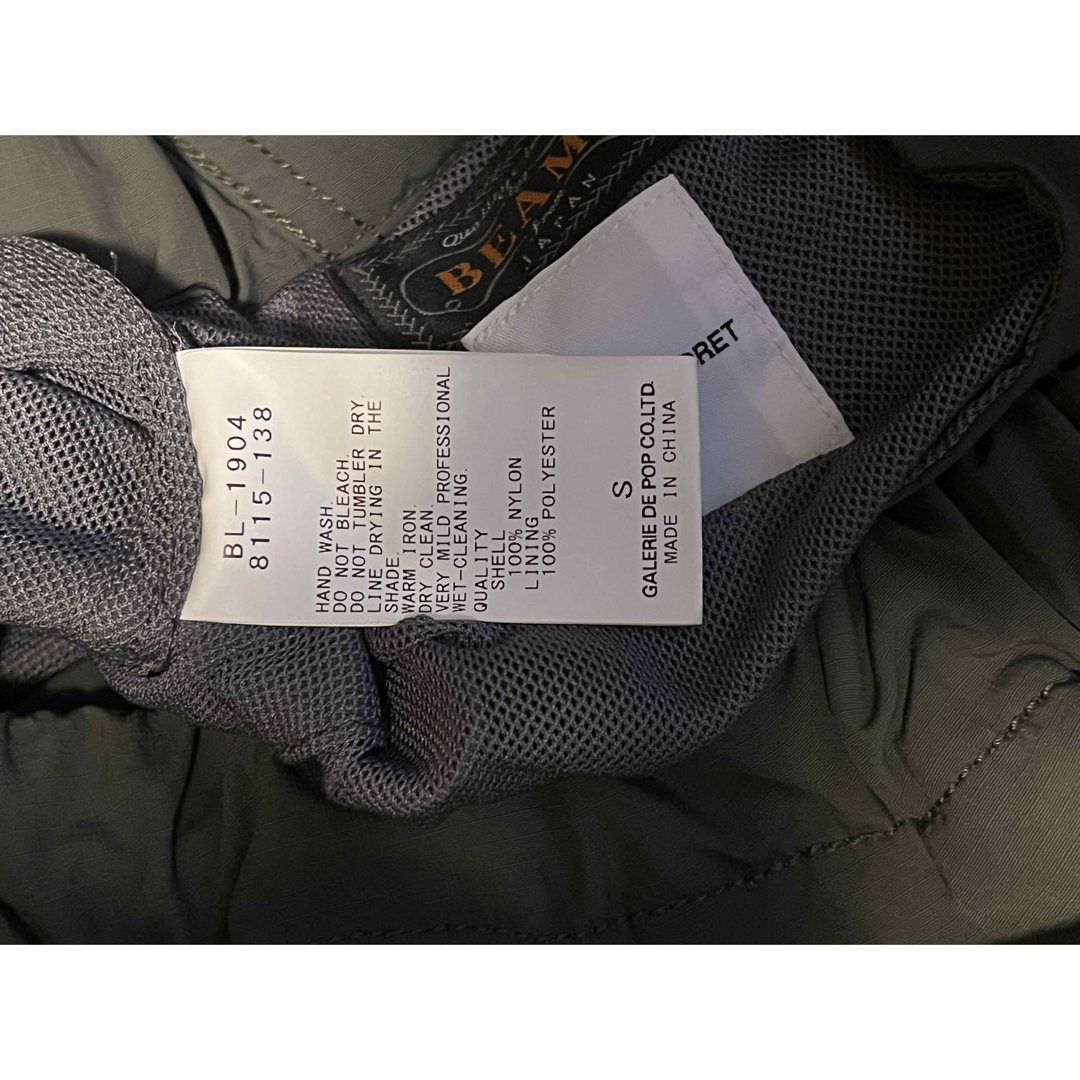 BEAM
JAPAN
BL-1904
8115-138
HAND WASH.
DO NOT BLEACH.
DO NOT TUMBLER DRY.
LINE DRYING IN THE
SHADE.
WARM IRON.
DRY CLEAN.
VERY MILD PROFESSIONAL
WET-CLEANING.
QUALITY
SHELL
100% NYLON
LINING
100% POLYESTER
S
GALERIE DE POP CO.LTD.
MADE IN CHINA
RET